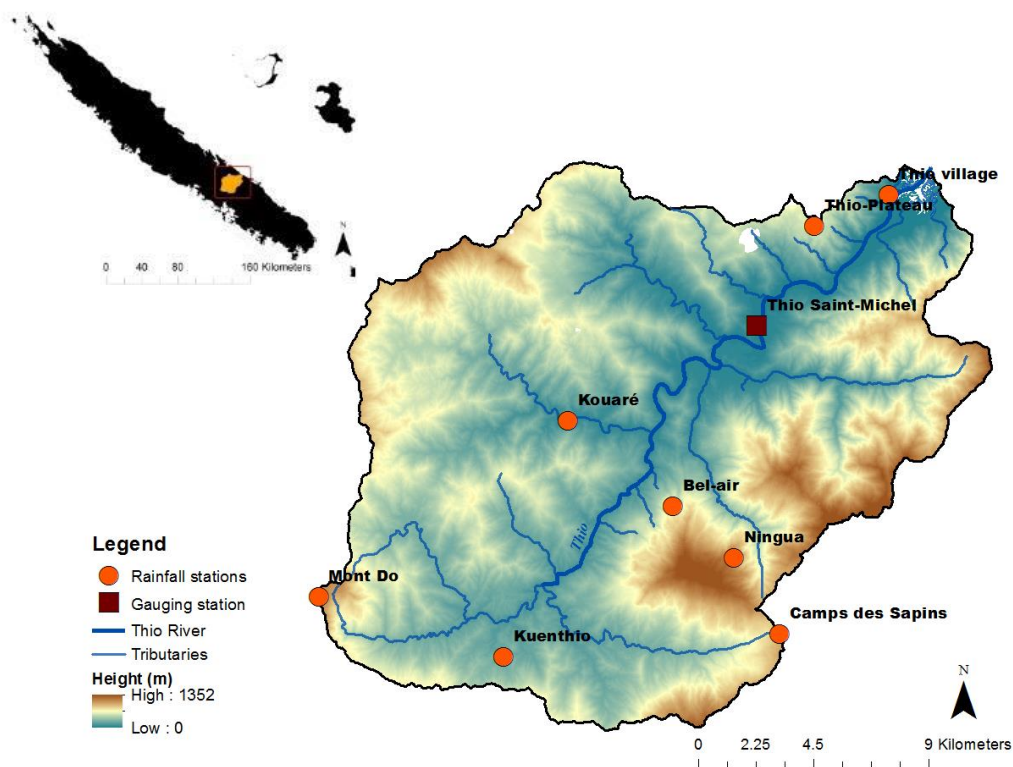 N
0 40 80 160 Kilometers
Thio village
Thio-Plateau
Thio Saint-Michel
Kouaré
Bel-air
Thio
Ningua
Mont Do
Camps des Sapins
Kuenthio
Legend
Rainfall stations
Gauging station
Thio River
Tributaries
Height (m)
High : 1352
Low : 0
N
0 2.25 4.5 9 Kilometers